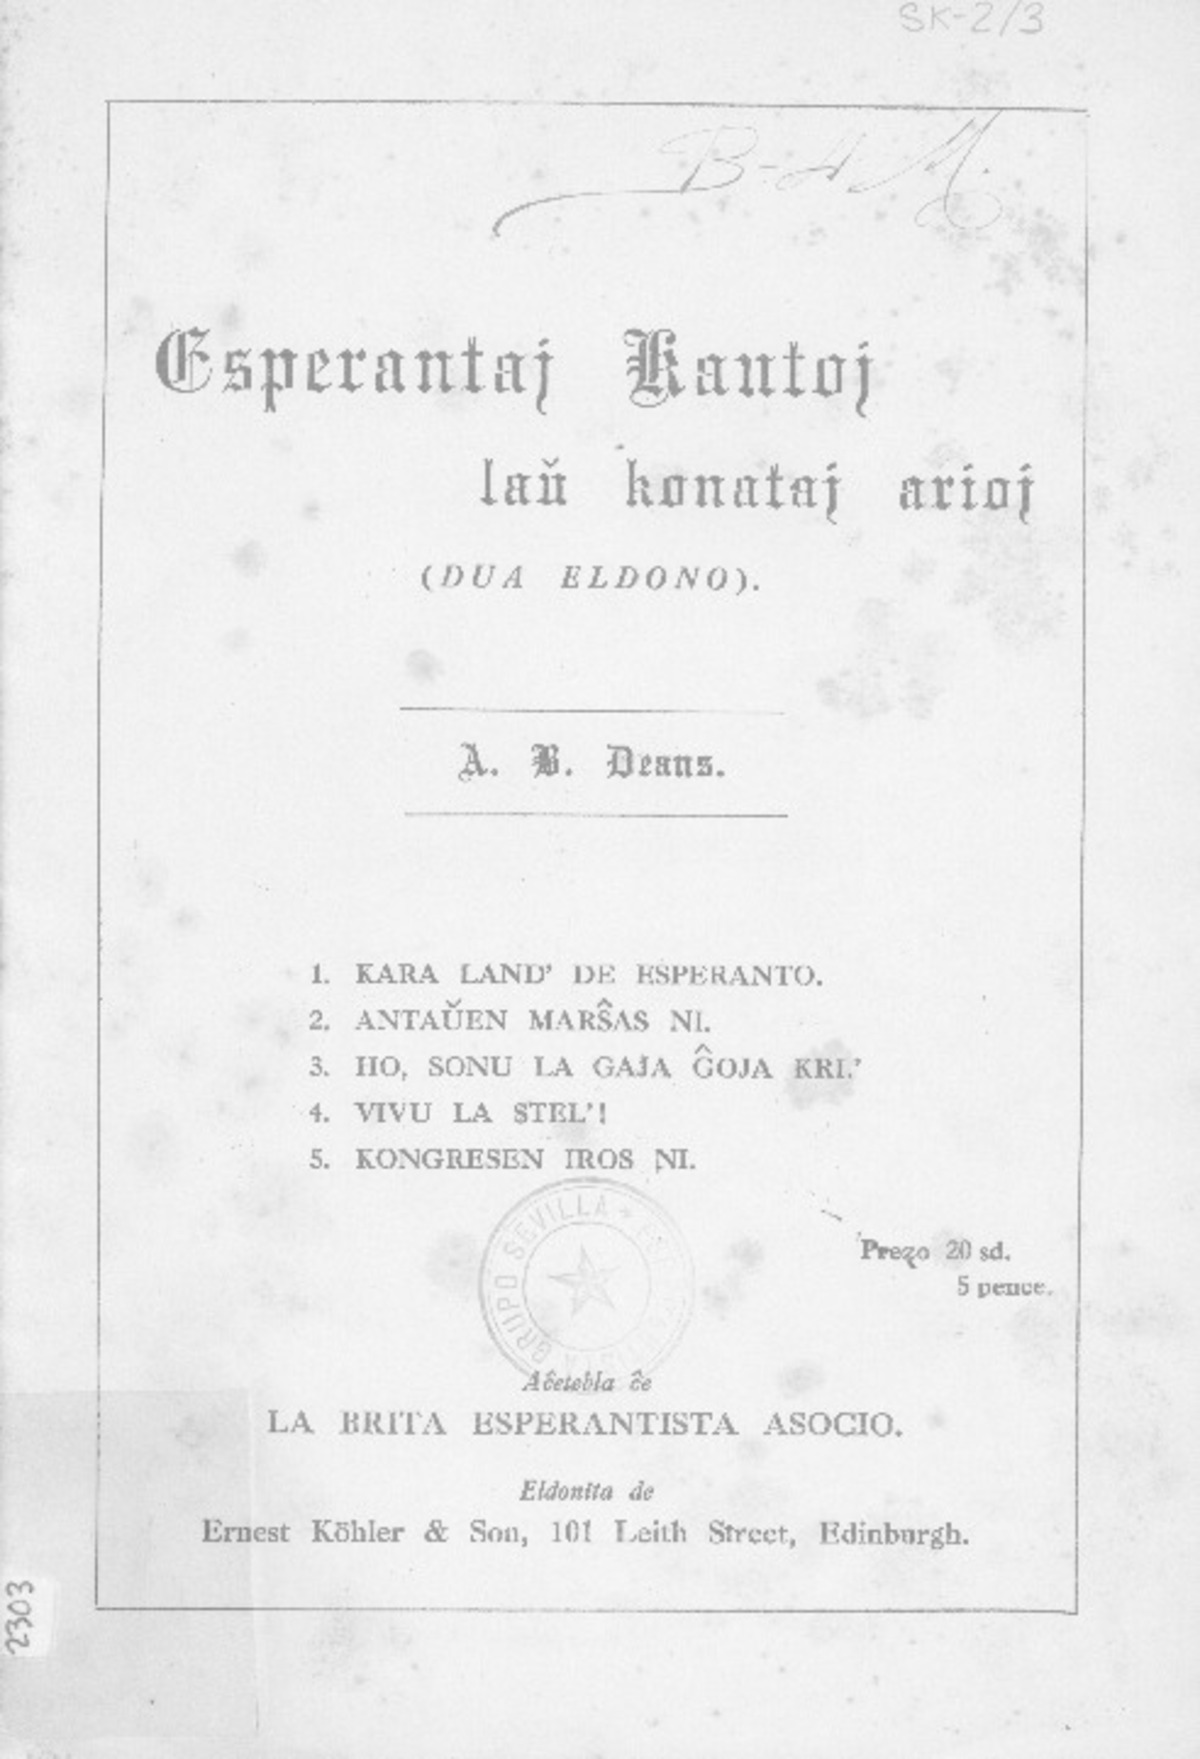 SK-2/3
B-A M.
Esperantaj Kantoj
laŭ konataj arioj
(DUA ELDONO).
A. B. Deans.
1. KARA LAND' DE ESPERANTO.
2. ANTAŬEN MARŜAS NI.
3. HO, SONU LA GAJA ĜOJA KRI.'
4. VIVU LA STEL'!
5. KONGRESEN IROS NI.
GRUPO SEVILLA
Prezo 20 sd.
5 pence.
Aĉetebla ĉe
LA BRITA ESPERANTISTA ASOCIO.
Eldonita de
Ernest Köhler & Son, 101 Leith Street, Edinburgh.
2303